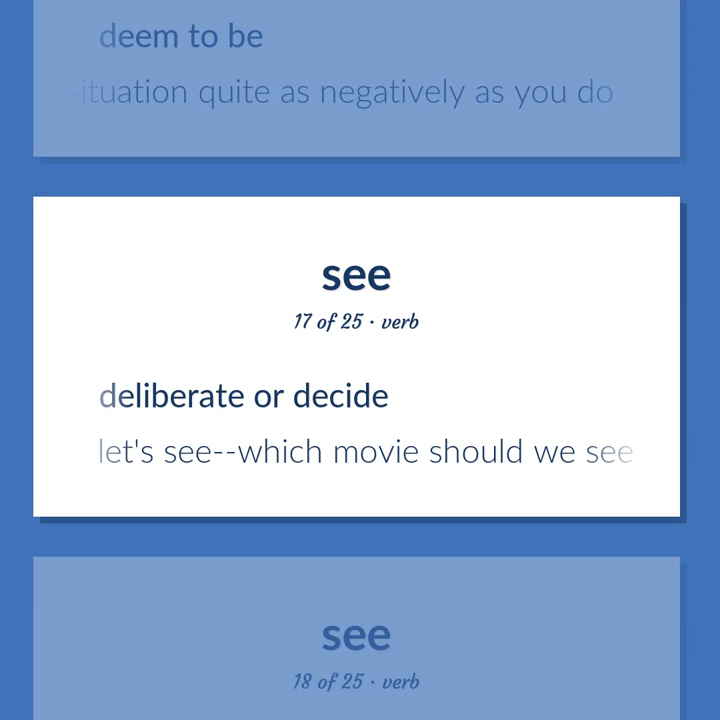 deem to be
situation quite as negatively as you do
see
17 of 25 · verb
deliberate or decide
let's see--which movie should we see
see
18 of 25 · verb